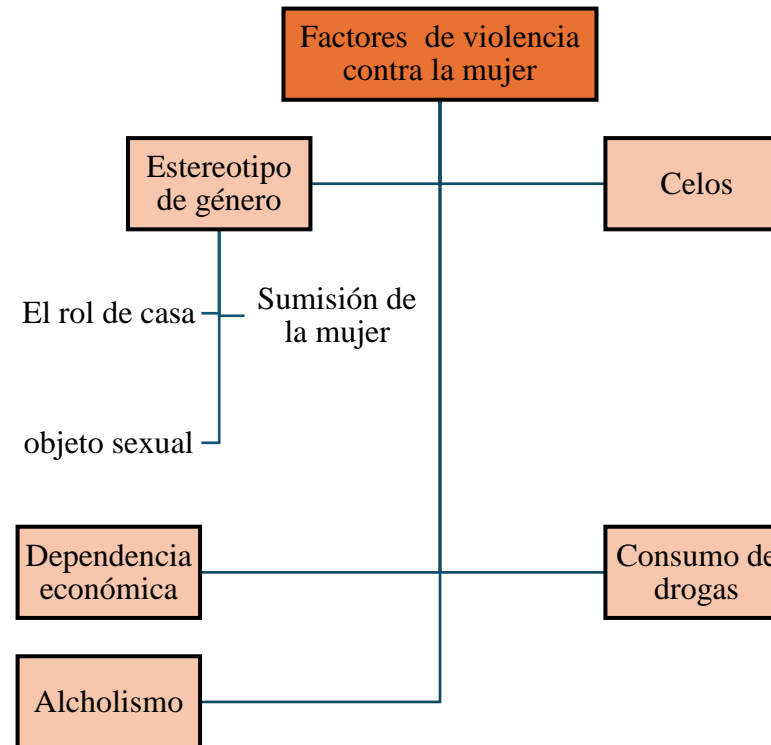 Factores de violencia
contra la mujer
Estereotipo
de género
Celos
El rol de casa
Sumisión de
la mujer
objeto sexual
Dependencia
económica
Consumo de
drogas
Alcholismo